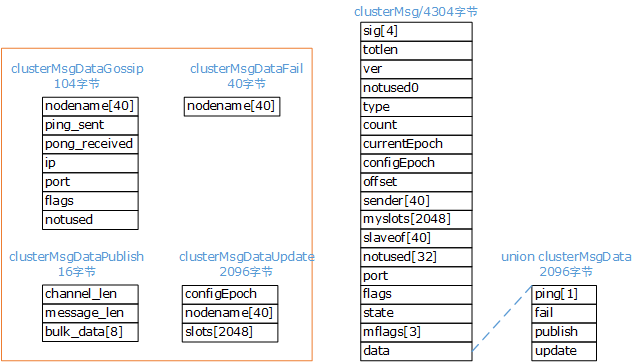 clusterMsgDataGossip
104字节
nodename[40]
ping_sent
pong_received
ip
port
flags
notused
clusterMsgDataFail
40字节
nodename[40]
clusterMsgDataPublish
16字节
channel_len
message_len
bulk_data[8]
clusterMsgDataUpdate
2096字节
configEpoch
nodename[40]
slots[2048]
clusterMsg/4304字节
sig[4]
totlen
ver
notused0
type
count
currentEpoch
configEpoch
offset
sender[40]
myslots[2048]
slaveof[40]
notused[32]
port
flags
state
mflags[3]
data
union clusterMsgData
2096字节
ping[1]
fail
publish
update